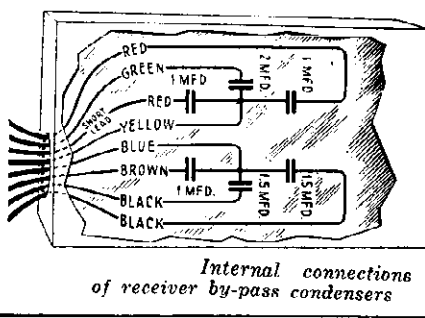 RED
GREEN
1 MFD.
2 MFD.
1 MFD.
SHORT LEAD
RED
YELLOW
BLUE
BROWN
1 MFD.
1.5 MFD.
1.5 MFD.
BLACK
BLACK
Internal connections
of receiver by-pass condensers